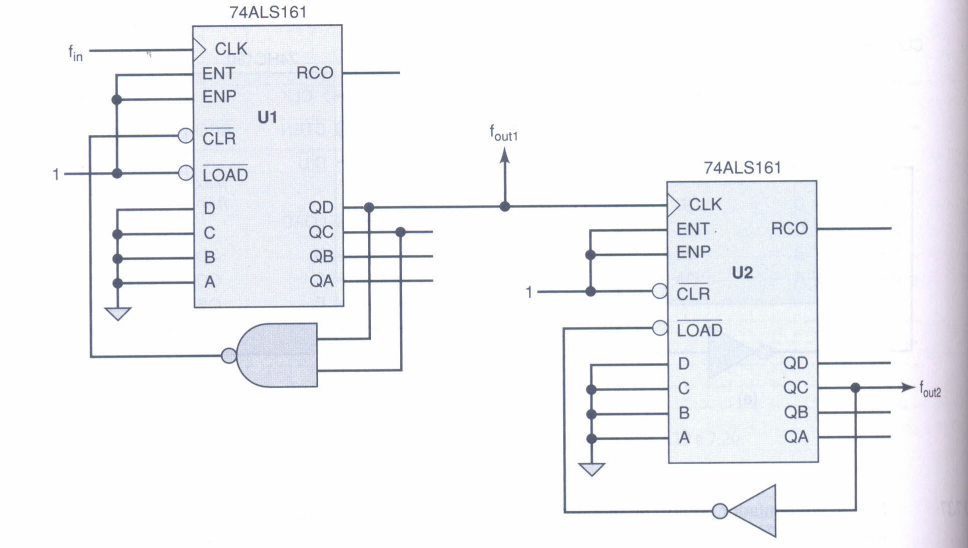 74ALS161
f_in
CLK
ENT
RCO
ENP
U1
CLR
1
LOAD
D
QD
C
QC
B
QB
A
QA
f_out1
74ALS161
CLK
ENT
RCO
ENP
U2
1
CLR
LOAD
D
QD
C
QC
f_out2
B
QB
A
QA